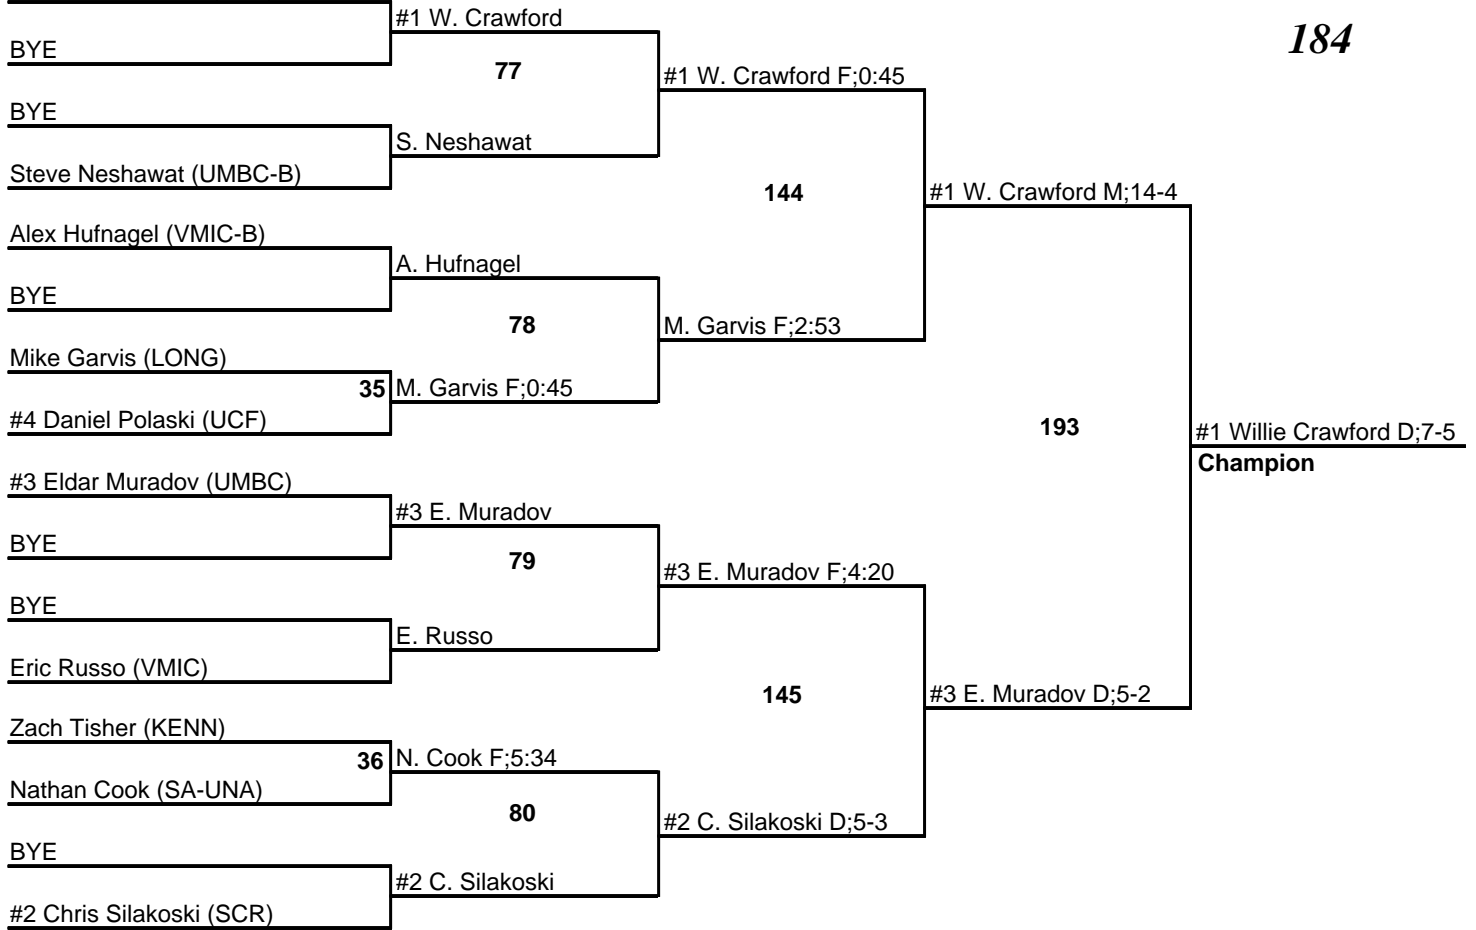 184
BYE
BYE
Steve Neshawat (UMBC-B)
Alex Hufnagel (VMIC-B)
BYE
Mike Garvis (LONG)
#4 Daniel Polaski (UCF)
#3 Eldar Muradov (UMBC)
BYE
BYE
Eric Russo (VMIC)
Zach Tisher (KENN)
Nathan Cook (SA-UNA)
BYE
#2 Chris Silakoski (SCR)
#1 W. Crawford
77
S. Neshawat
A. Hufnagel
78
35 M. Garvis F;0:45
#3 E. Muradov
79
E. Russo
36 N. Cook F;5:34
80
#2 C. Silakoski
#1 W. Crawford F;0:45
144
M. Garvis F;2:53
#3 E. Muradov F;4:20
145
#2 C. Silakoski D;5-3
#1 W. Crawford M;14-4
193
#3 E. Muradov D;5-2
#1 Willie Crawford D;7-5
Champion